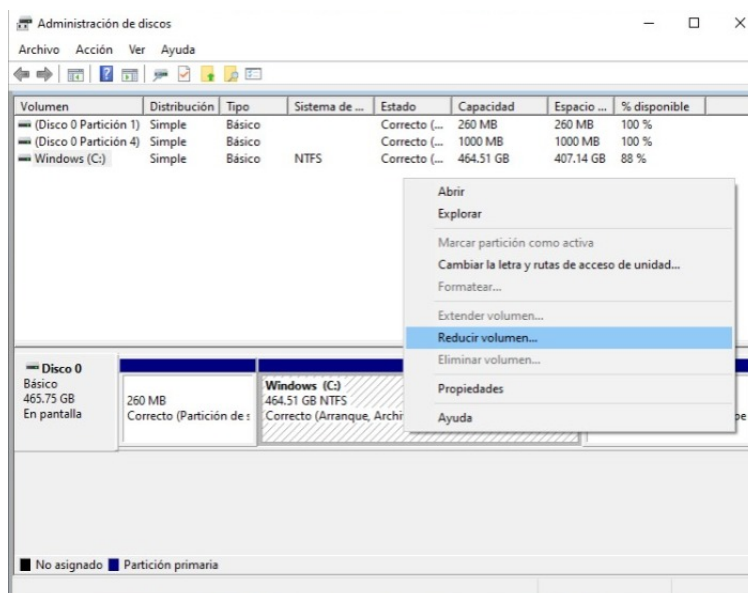 Administración de discos
Archivo Acción Ver Ayuda
Volumen Distribución Tipo Sistema de ... Estado Capacidad Espacio ... % disponible
(Disco 0 Partición 1) Simple Básico Correcto (... 260 MB 260 MB 100 %
(Disco 0 Partición 4) Simple Básico Correcto (... 1000 MB 1000 MB 100 %
Windows (C:) Simple Básico NTFS Correcto (... 464.51 GB 407.14 GB 88 %
Abrir
Explorar
Marcar partición como activa
Cambiar la letra y rutas de acceso de unidad...
Formatear...
Extender volumen...
Reducir volumen...
Eliminar volumen...
Propiedades
Ayuda
Disco 0
Básico
465.75 GB
En pantalla
260 MB
Correcto (Partición de s
Windows (C:)
464.51 GB NTFS
Correcto (Arranque, Archi
No asignado Partición primaria